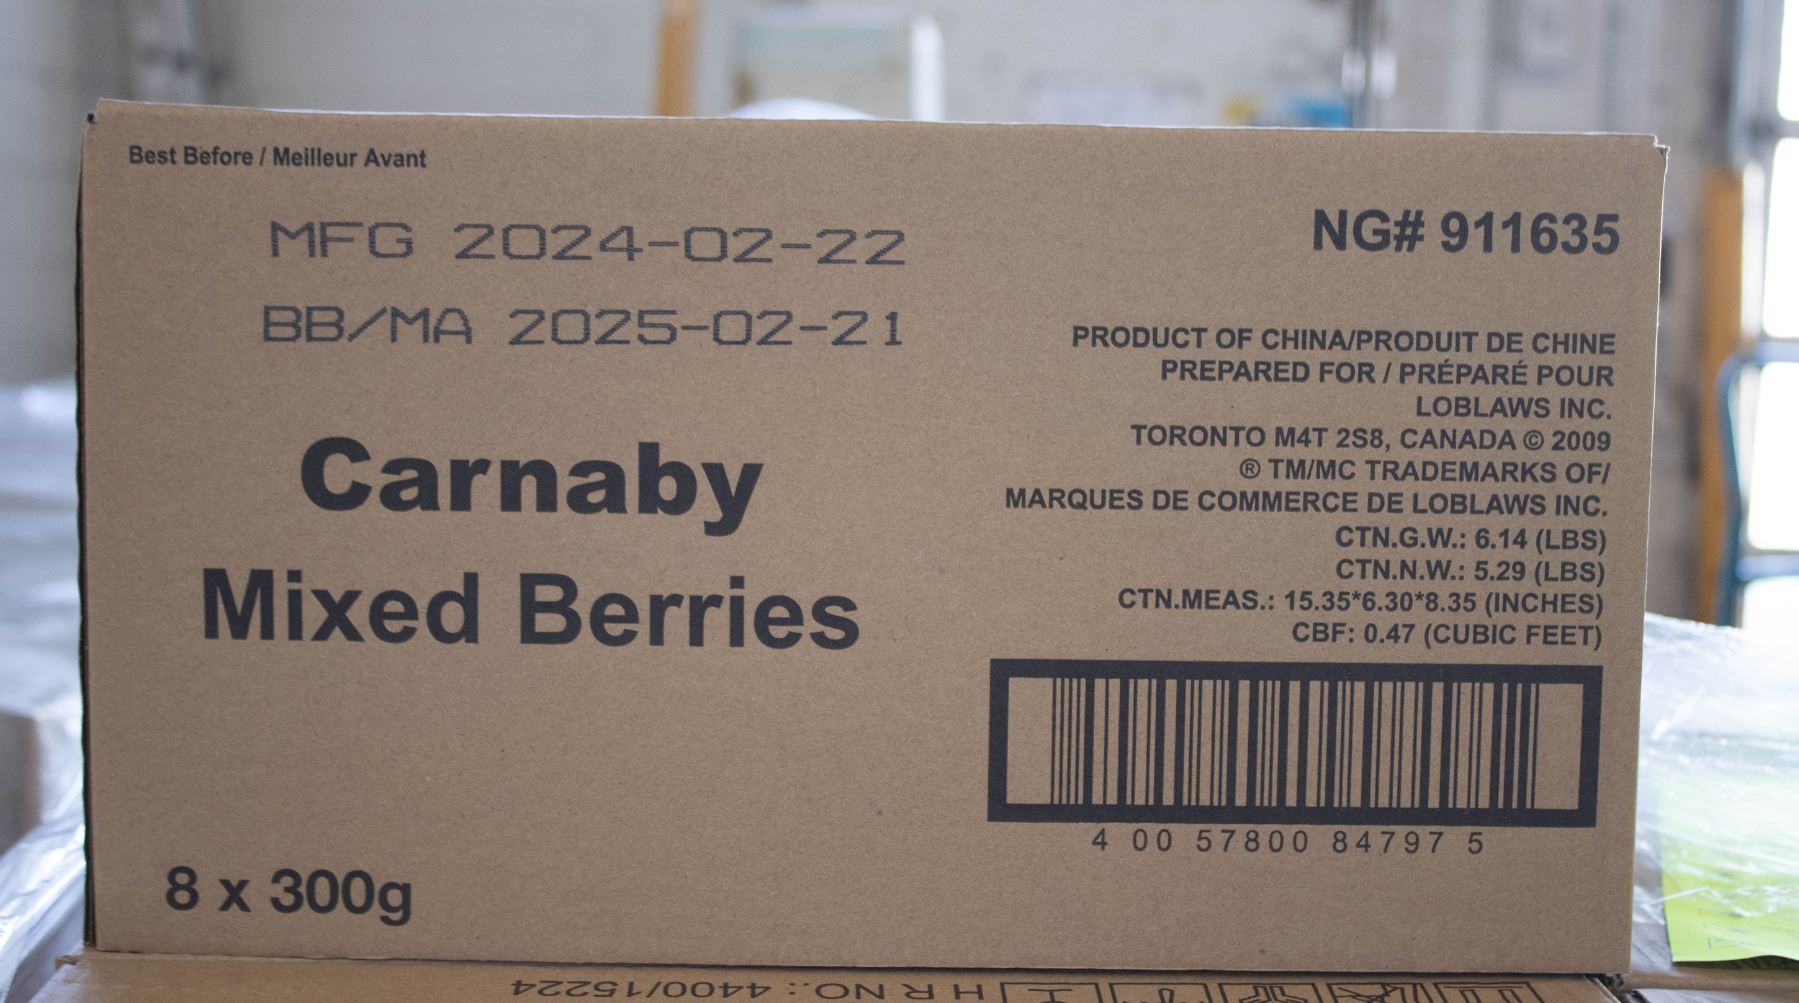 Best Before / Meilleur Avant
MFG 2024-02-22
BB/MA 2025-02-21
Carnaby
Mixed Berries
8 x 300g
NG# 911635
PRODUCT OF CHINA/PRODUIT DE CHINE
PREPARED FOR / PRÉPARÉ POUR
LOBLAWS INC.
TORONTO M4T 2S8, CANADA © 2009
® TM/MC TRADEMARKS OF/
MARQUES DE COMMERCE DE LOBLAWS INC.
CTN.G.W.: 6.14 (LBS)
CTN.N.W.: 5.29 (LBS)
CTN.MEAS.: 15.35*6.30*8.35 (INCHES)
CBF: 0.47 (CUBIC FEET)
4 00 57800 84797 5
H R NO.: 4400/15224